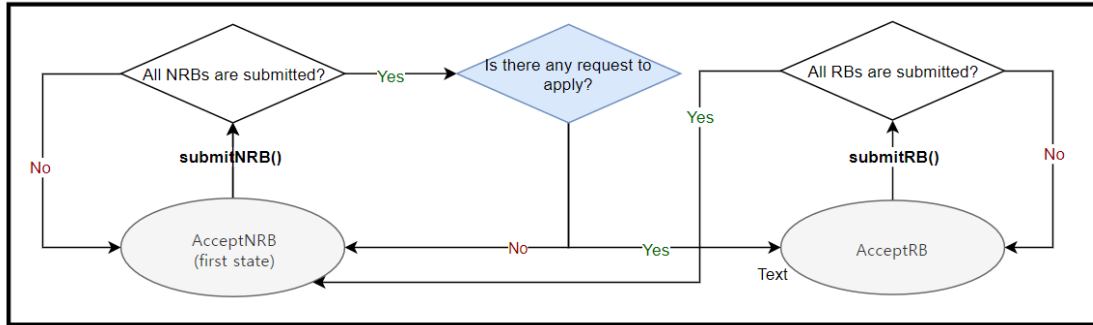 All NRBs are submitted?
Yes
Is there any request to
apply?
All RBs are submitted?
Yes
submitNRB()
submitRB()
No
No
AcceptNRB
(first state)
No
Yes
AcceptRB
Text